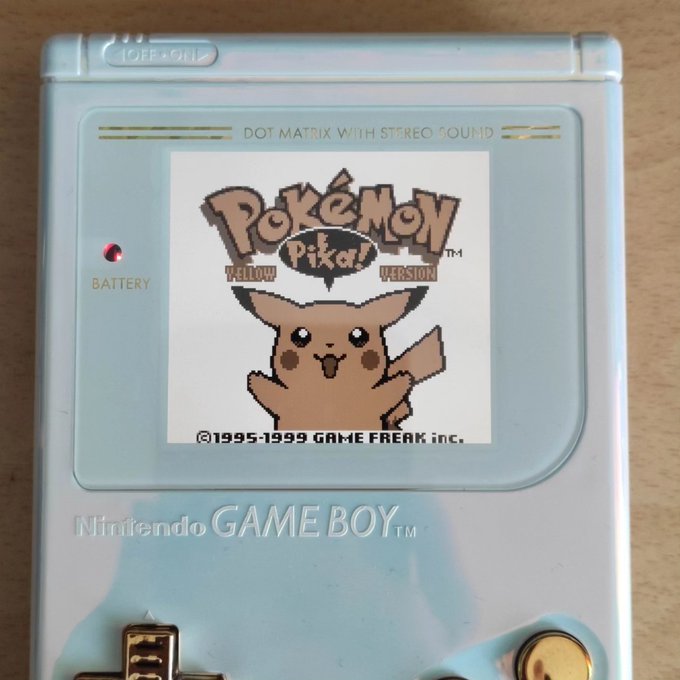 OFF•ON
DOT MATRIX WITH STEREO SOUND
POKéMON
TM
Pika!
YELLOW VERSION
BATTERY
©1995-1999 GAME FREAK inc.
Nintendo GAME BOY TM